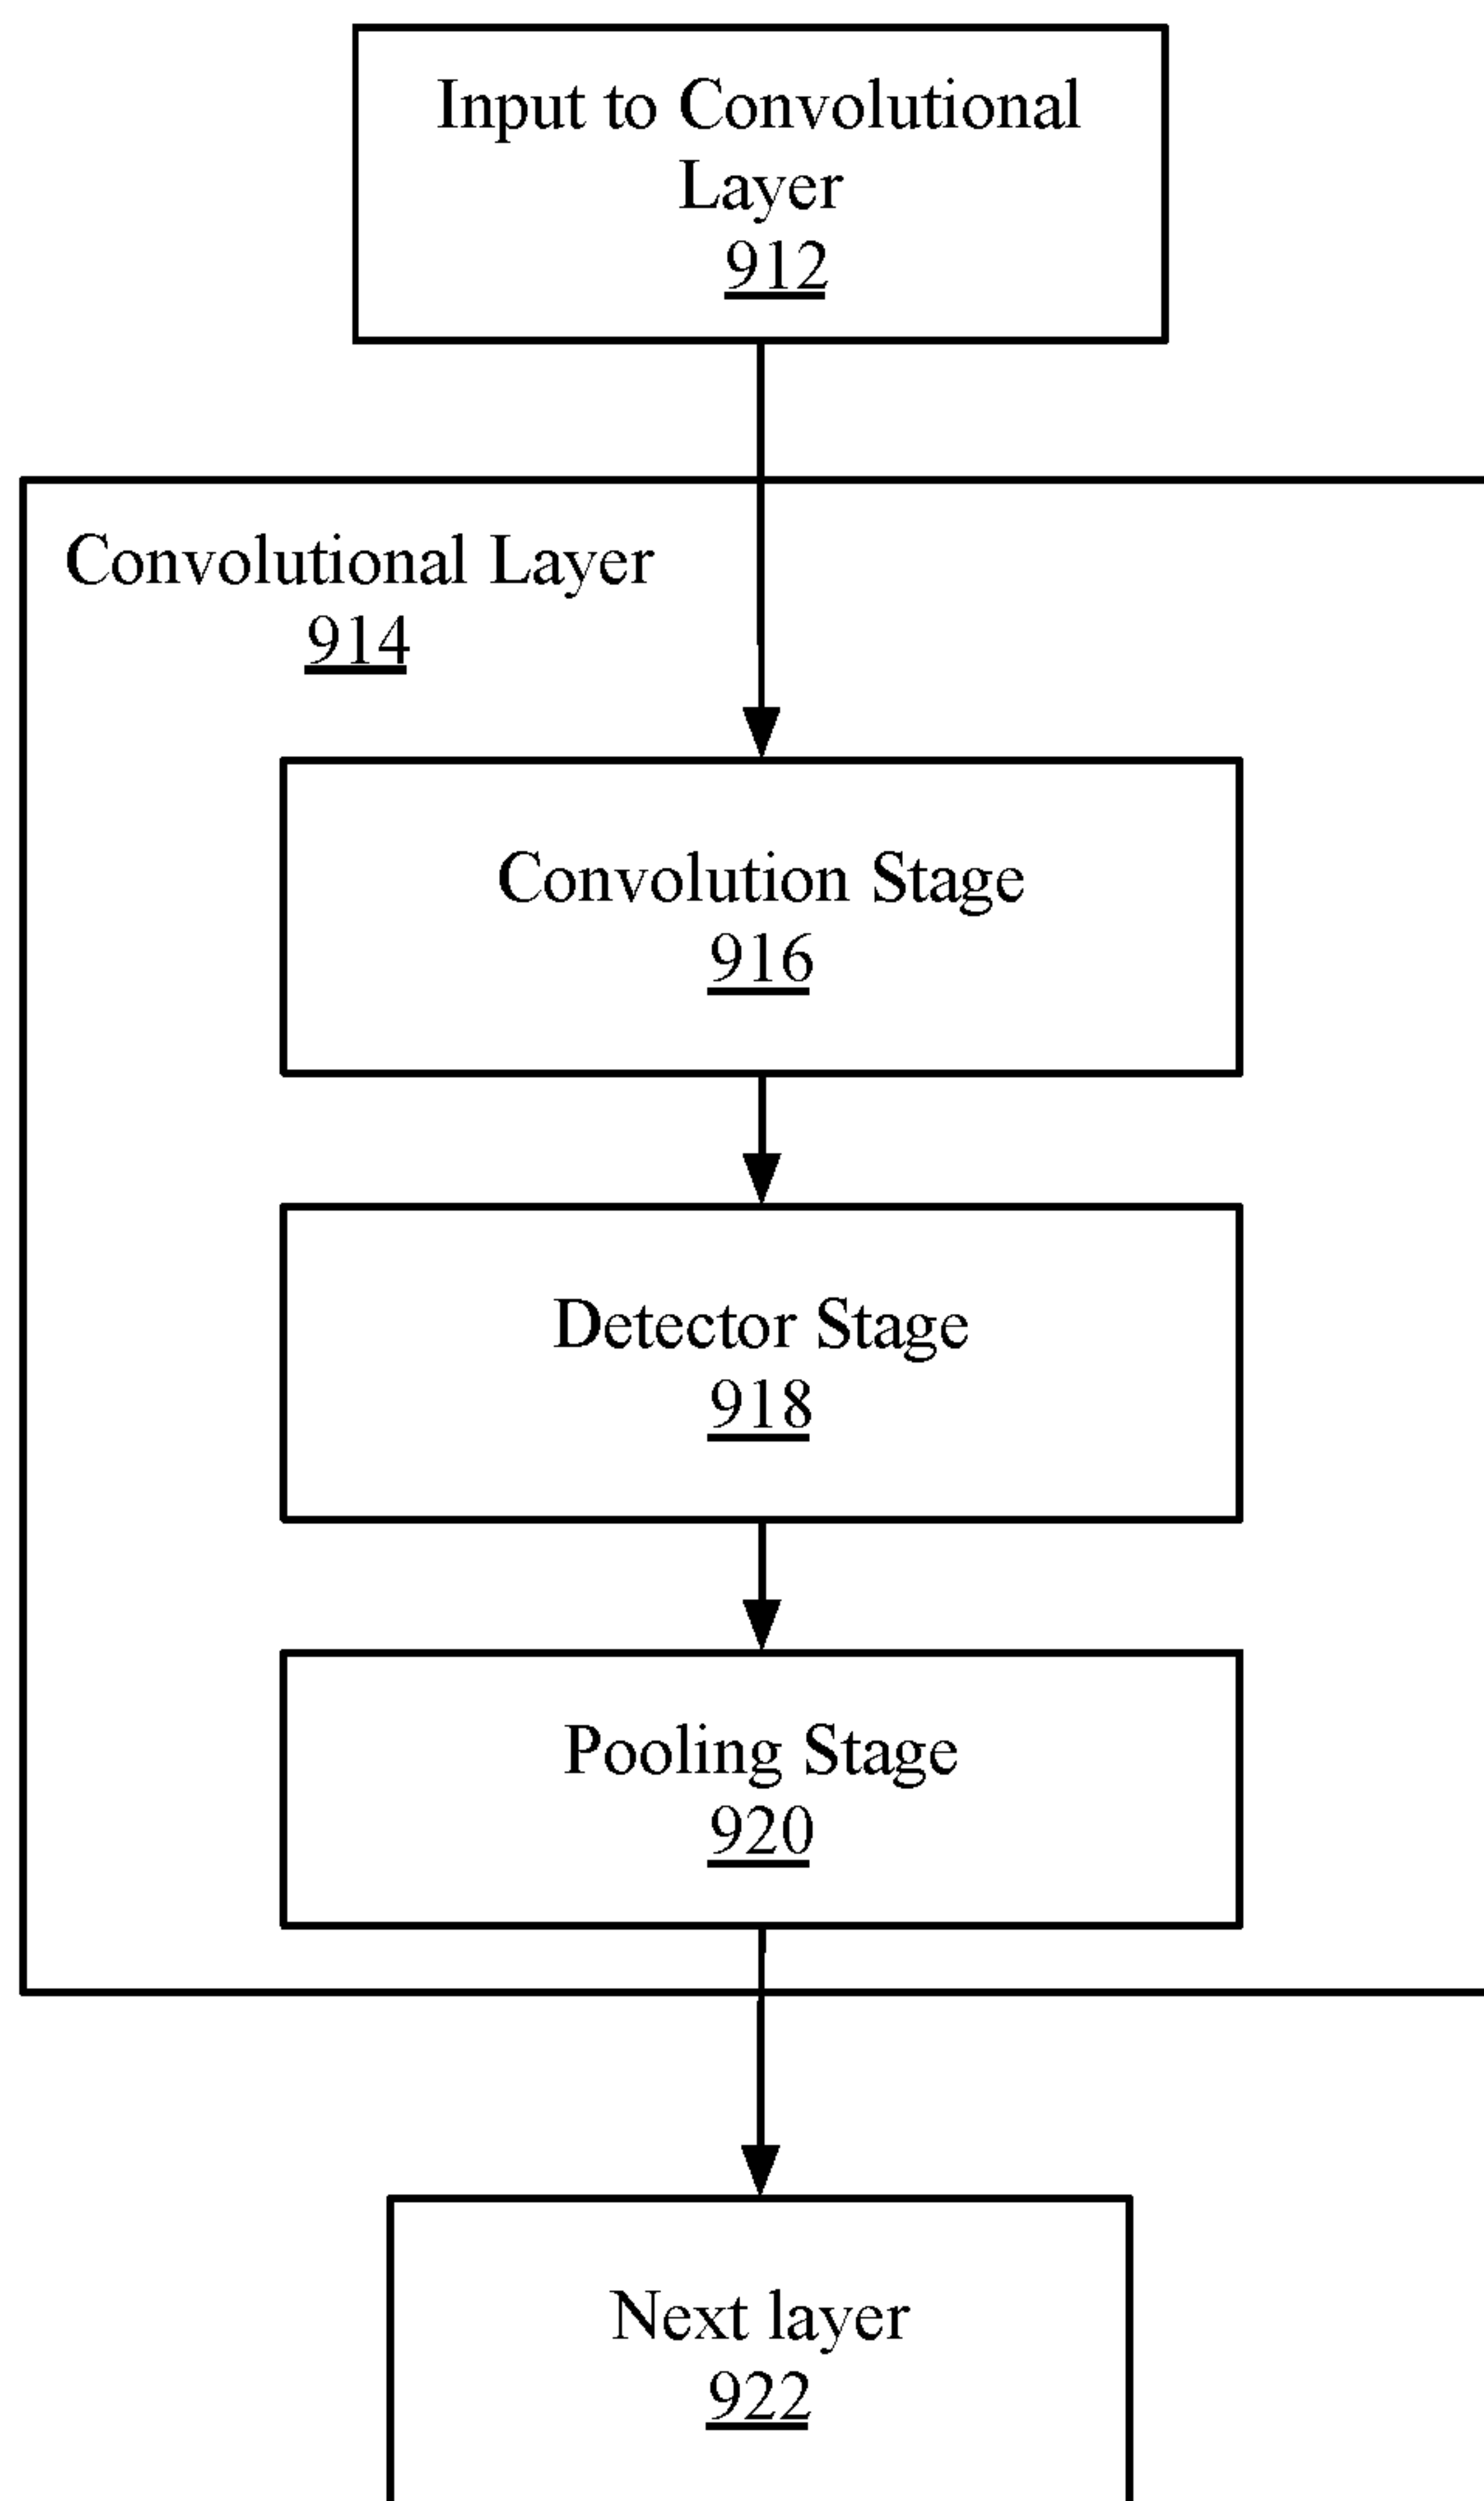 Input to Convolutional
Layer
912
Convolutional Layer
914
Convolution Stage
916
Detector Stage
918
Pooling Stage
920
Next layer
922